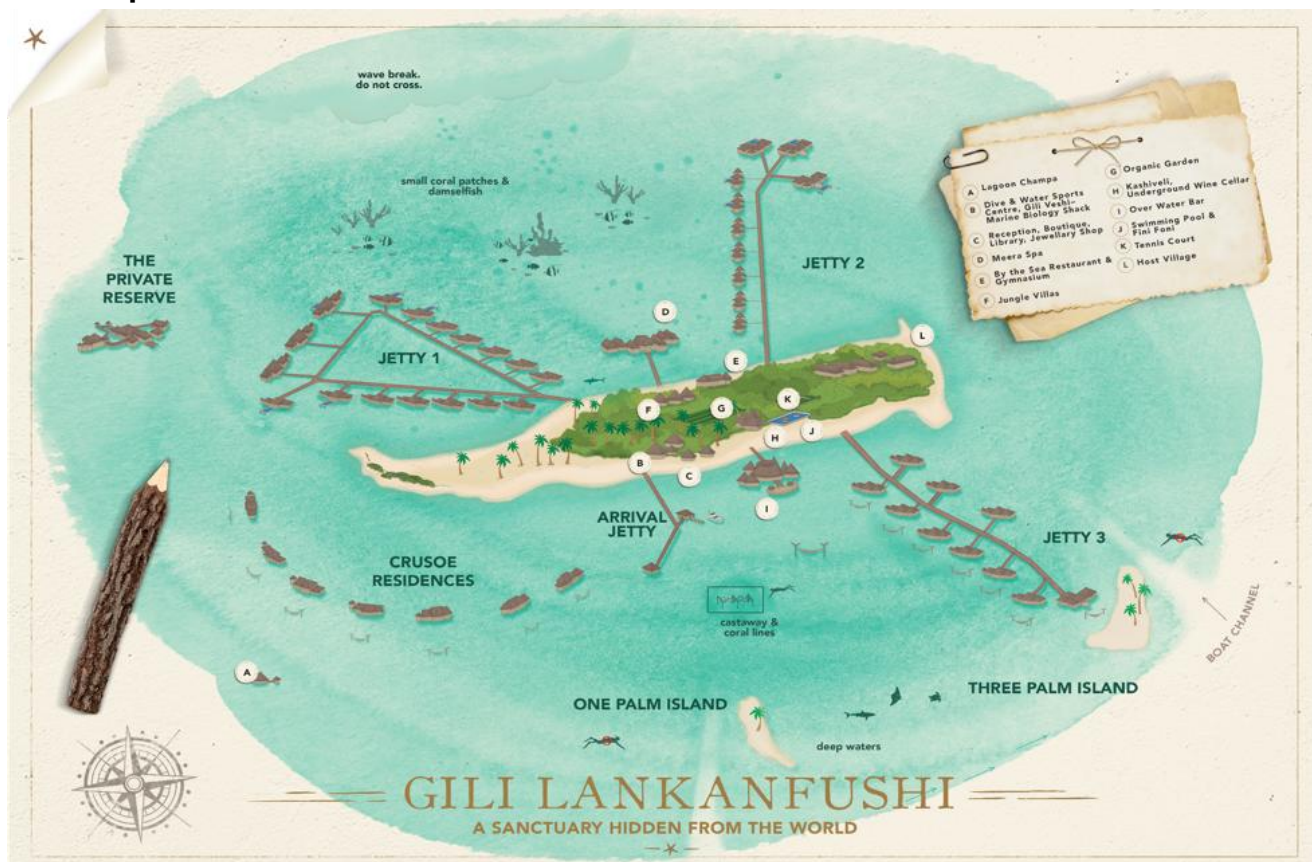 wave break.
do not cross.
small coral patches &
damselfish
THE
PRIVATE
RESERVE
JETTY 1
JETTY 2
A Lagoon Champa
B Dive & Water Sports
Centre, Gili Veshi–
Marine Biology Shack
C Reception, Boutique,
Library, Jewellery Shop
D Meera Spa
E By the Sea Restaurant &
Gymnasium
F Jungle Villas
G Organic Garden
H Kashiveli,
Underground Wine Cellar
I Over Water Bar
J Swimming Pool &
Fini Foni
K Tennis Court
L Host Village
D
E
L
F
G
K
H
J
B
C
I
A
ARRIVAL
JETTY
JETTY 3
CRUSOE
RESIDENCES
castaway &
coral lines
BOAT CHANNEL
ONE PALM ISLAND
THREE PALM ISLAND
deep waters
GILI LANKANFUSHI
A SANCTUARY HIDDEN FROM THE WORLD